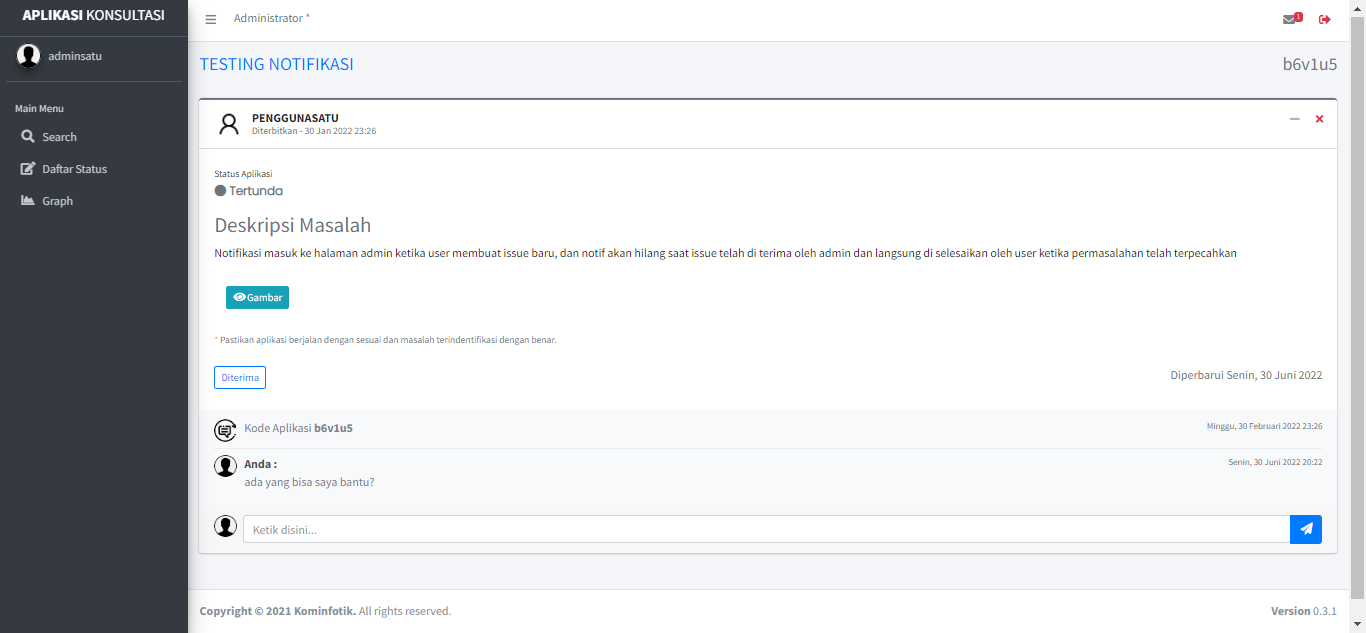 APLIKASI KONSULTASI
Administrator *
1
adminsatu
Main Menu
Search
Daftar Status
Graph
TESTING NOTIFIKASI
b6v1u5
PENGGUNASATU
Diterbitkan - 30 Jan 2022 23:26
Status Aplikasi
Tertunda
Deskripsi Masalah
Notifikasi masuk ke halaman admin ketika user membuat issue baru, dan notif akan hilang saat issue telah di terima oleh admin dan langsung di selesaikan oleh user ketika permasalahan telah terpecahkan
Gambar
* Pastikan aplikasi berjalan dengan sesuai dan masalah terindentifikasi dengan benar.
Diterima
Diperbarui Senin, 30 Juni 2022
Kode Aplikasi b6v1u5
Minggu, 30 Februari 2022 23:26
Anda :
Senin, 30 Juni 2022 20:22
ada yang bisa saya bantu?
Ketik disini...
Copyright © 2021 Kominfotik. All rights reserved.
Version 0.3.1